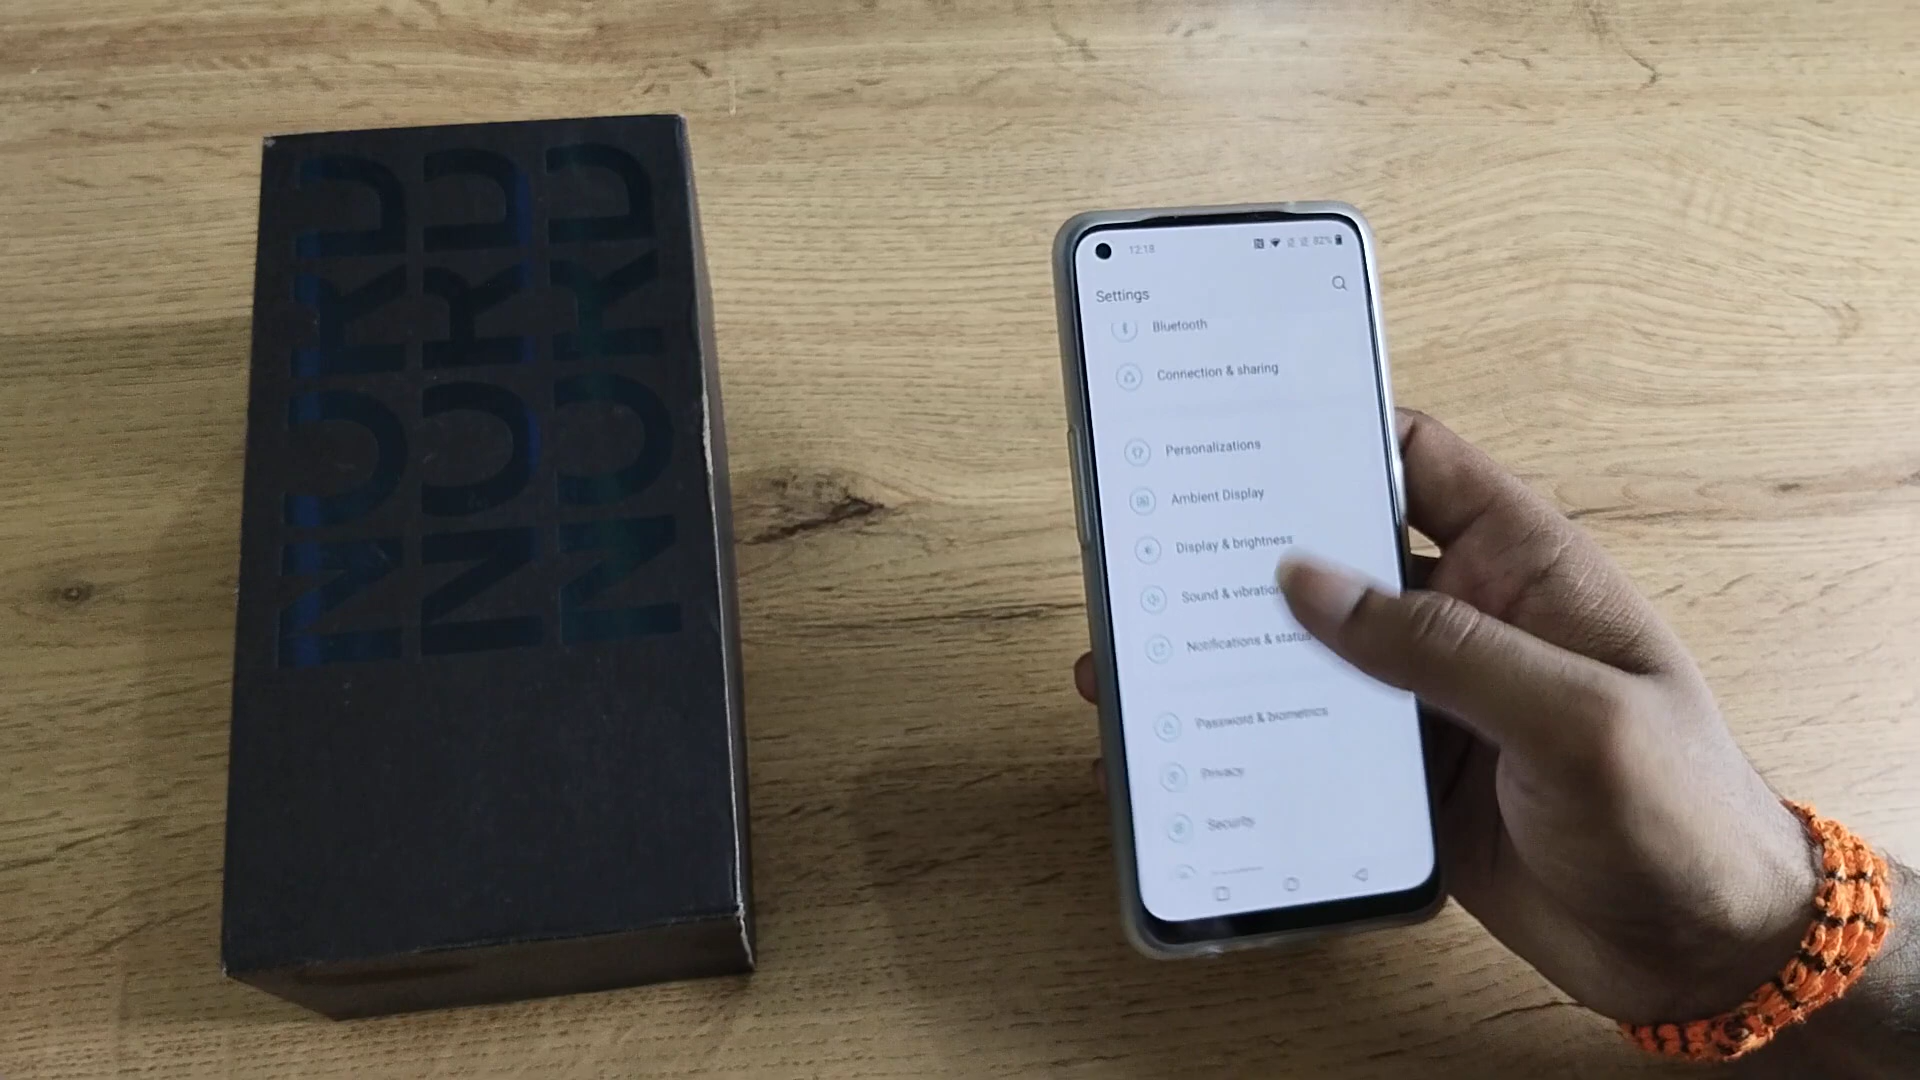 NORD
NORD
NORD
12:18
82%
Settings
Bluetooth
Connection & sharing
Personalizations
Ambient Display
Display & brightness
Sound & vibration
Notifications & status
Password & biometrics
Privacy
Security